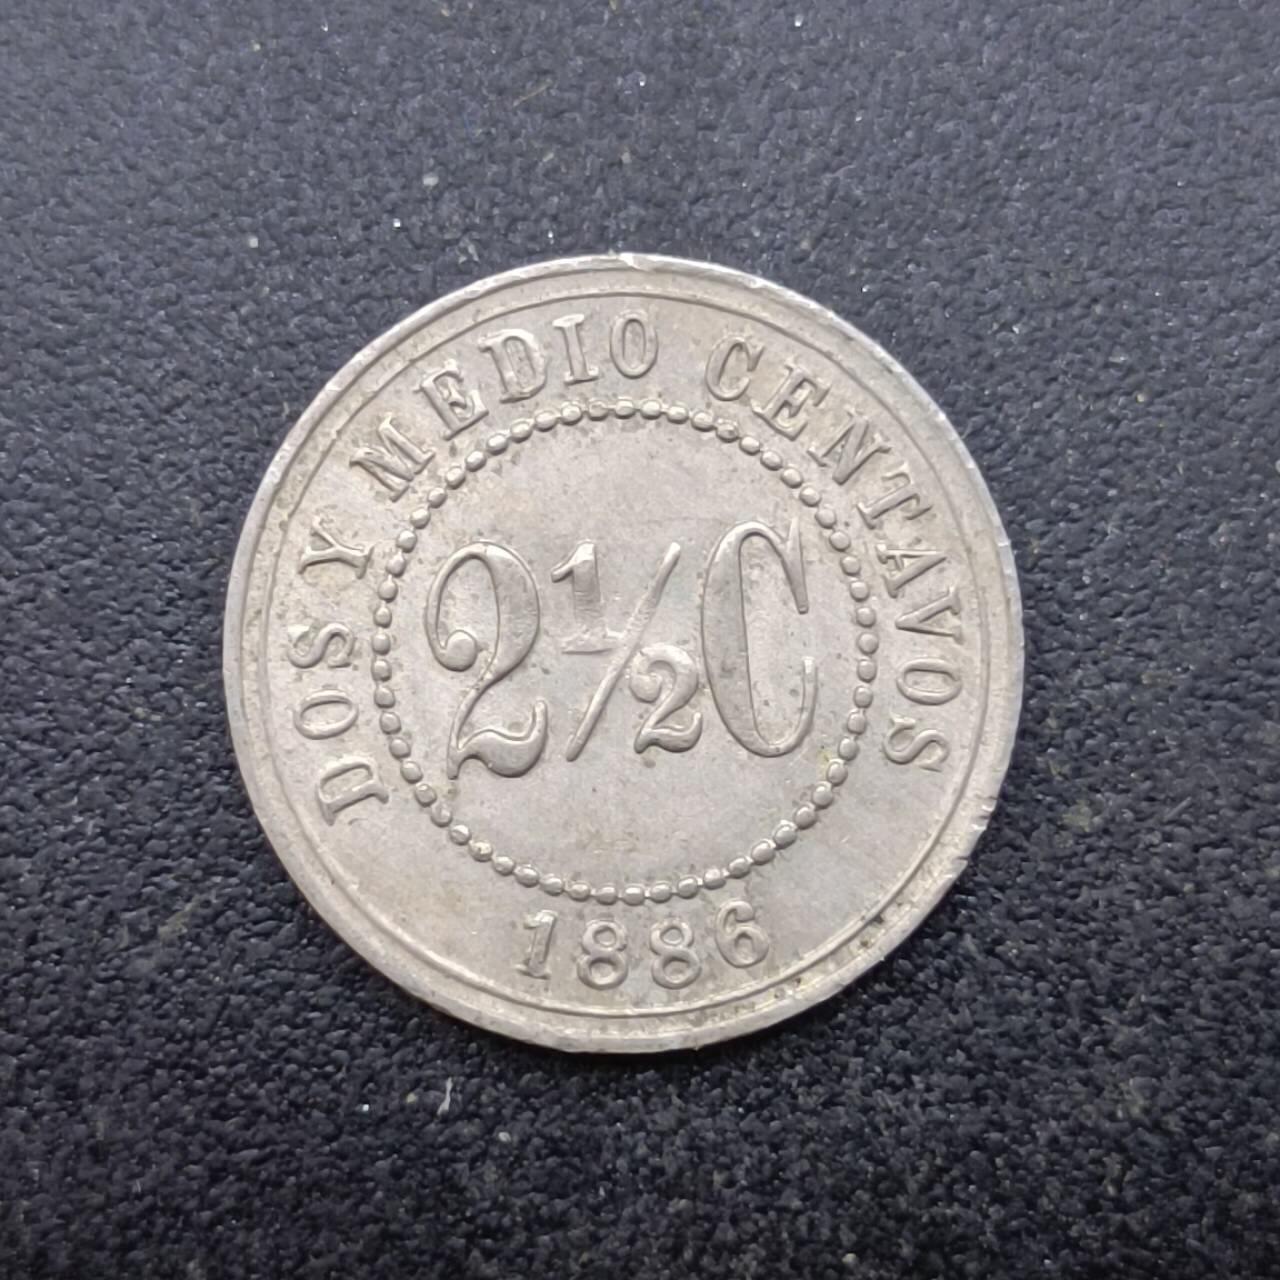 DOS Y MEDIO CENTAVOS
2½C
1886